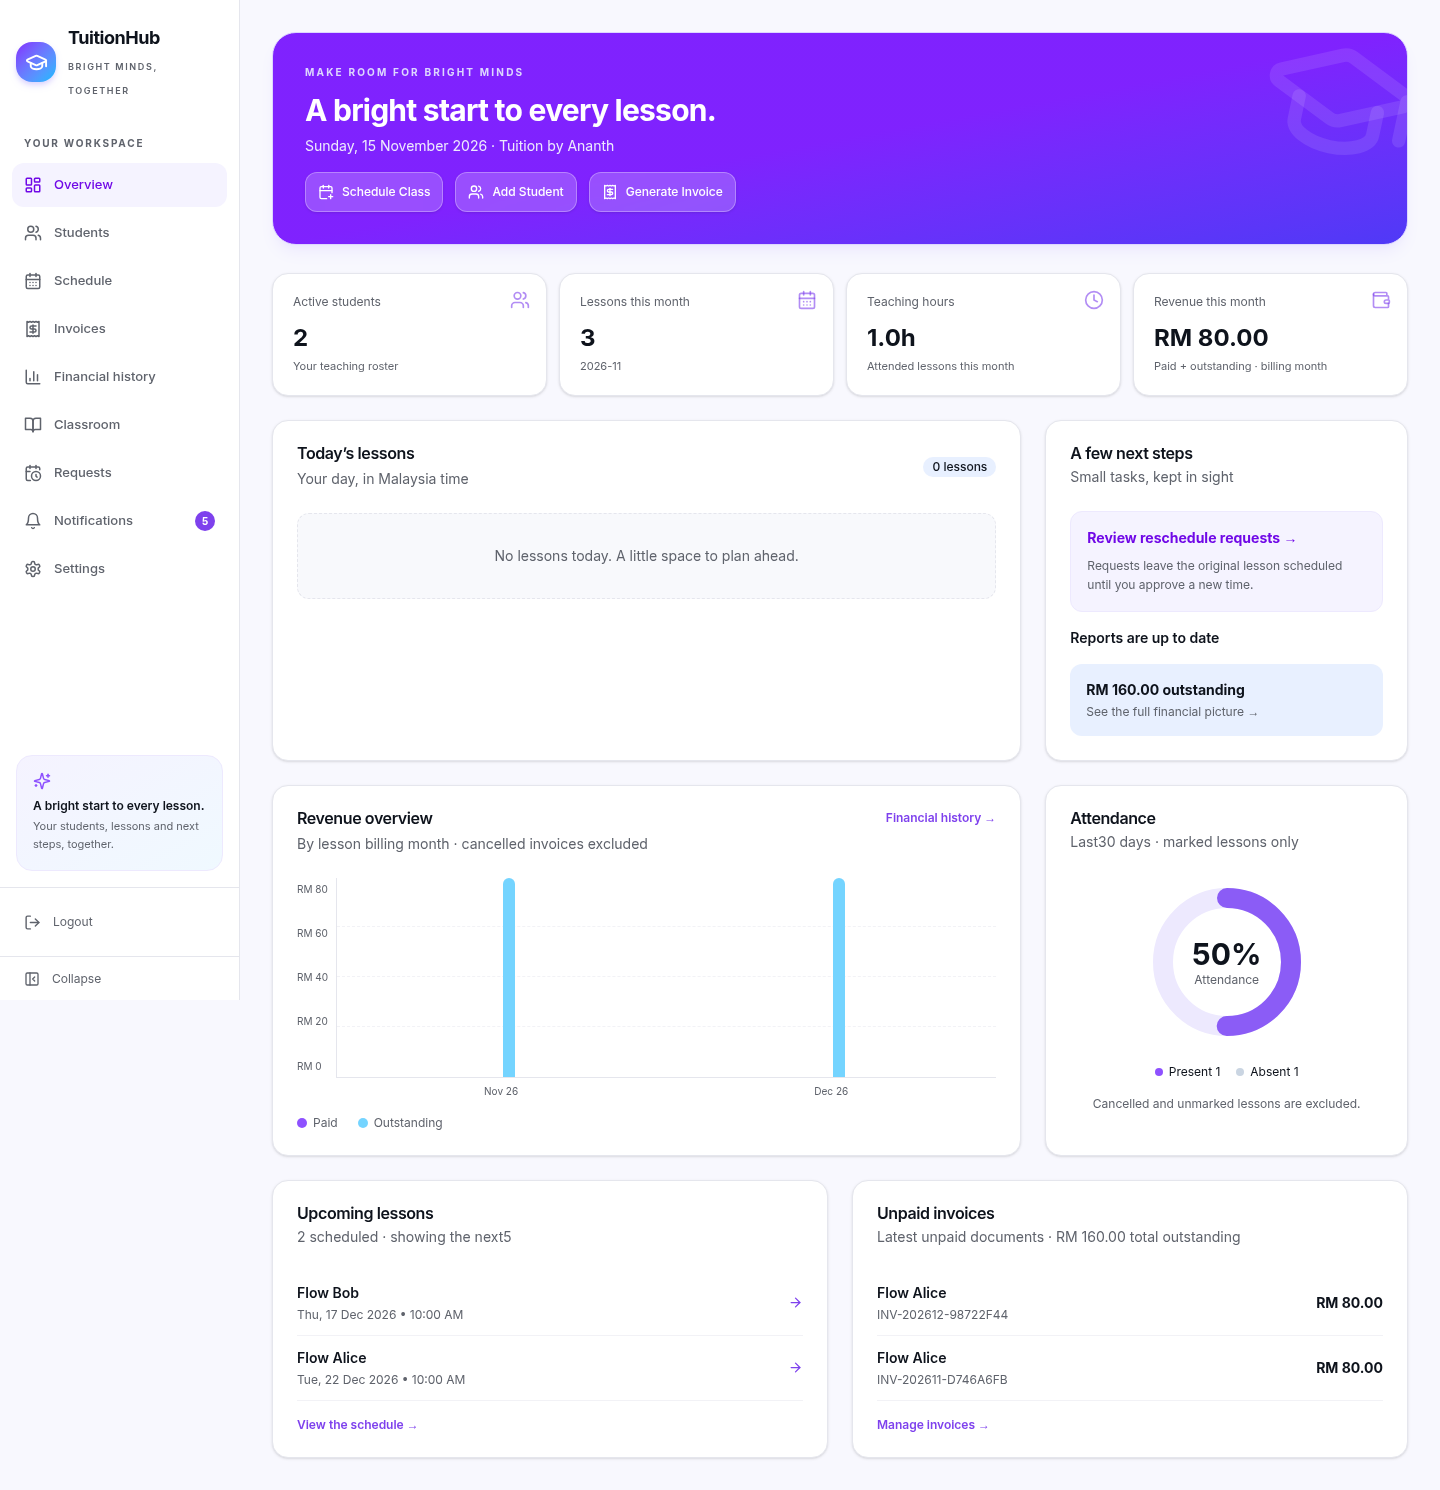 TuitionHub
BRIGHT MINDS,
TOGETHER
YOUR WORKSPACE
Overview
Students
Schedule
Invoices
Financial history
Classroom
Requests
Notifications 5
Settings
A bright start to every lesson.
Your students, lessons and next
steps, together.
Logout
Collapse
MAKE ROOM FOR BRIGHT MINDS
A bright start to every lesson.
Sunday, 15 November 2026 · Tuition by Ananth
Schedule Class Add Student Generate Invoice
Active students
2
Your teaching roster
Lessons this month
3
2026-11
Teaching hours
1.0h
Attended lessons this month
Revenue this month
RM 80.00
Paid + outstanding · billing month
Today’s lessons
Your day, in Malaysia time
0 lessons
No lessons today. A little space to plan ahead.
A few next steps
Small tasks, kept in sight
Review reschedule requests →
Requests leave the original lesson scheduled
until you approve a new time.
Reports are up to date
RM 160.00 outstanding
See the full financial picture →
Revenue overview
By lesson billing month · cancelled invoices excluded
Financial history →
RM 80
RM 60
RM 40
RM 20
RM 0
Nov 26 Dec 26
Paid Outstanding
Attendance
Last30 days · marked lessons only
50%
Attendance
Present 1 Absent 1
Cancelled and unmarked lessons are excluded.
Upcoming lessons
2 scheduled · showing the next5
Flow Bob
Thu, 17 Dec 2026 • 10:00 AM
→
Flow Alice
Tue, 22 Dec 2026 • 10:00 AM
→
View the schedule →
Unpaid invoices
Latest unpaid documents · RM 160.00 total outstanding
Flow Alice
INV-202612-98722F44
RM 80.00
Flow Alice
INV-202611-D746A6FB
RM 80.00
Manage invoices →